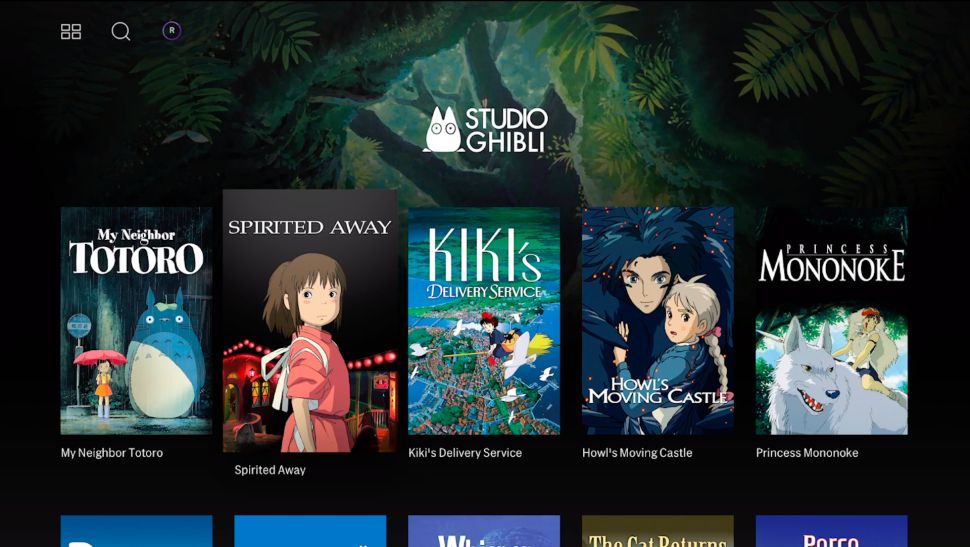 R
STUDIO
GHIBLI
My Neighbor
TOTORO
SPIRITED AWAY
KIKI's
DELIVERY SERVICE
HOWL'S
MOVING CASTLE
PRINCESS
MONONOKE
My Neighbor Totoro
Spirited Away
Kiki's Delivery Service
Howl's Moving Castle
Princess Mononoke
The Cat Returns
Porco